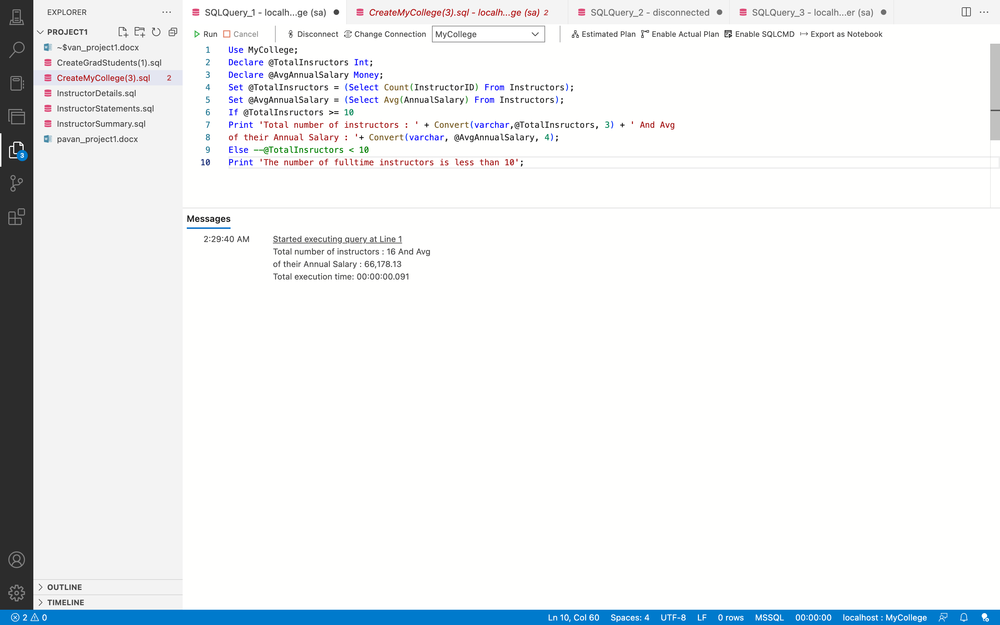 EXPLORER
PROJECT1
~$van_project1.docx
CreateGradStudents(1).sql
CreateMyCollege(3).sql 2
InstructorDetails.sql
InstructorStatements.sql
InstructorSummary.sql
pavan_project1.docx
3
OUTLINE
TIMELINE
SQLQuery_1 - localh...ge (sa)
CreateMyCollege(3).sql - localh...ge (sa) 2
SQLQuery_2 - disconnected
SQLQuery_3 - localh...er (sa)
Run Cancel Disconnect Change Connection MyCollege Estimated Plan Enable Actual Plan Enable SQLCMD Export as Notebook
1 Use MyCollege;
2 Declare @TotalInsructors Int;
3 Declare @AvgAnnualSalary Money;
4 Set @TotalInsructors = (Select Count(InstructorID) From Instructors);
5 Set @AvgAnnualSalary = (Select Avg(AnnualSalary) From Instructors);
6 If @TotalInsructors >= 10
7 Print 'Total number of instructors : ' + Convert(varchar,@TotalInsructors, 3) + ' And Avg
8 of their Annual Salary : '+ Convert(varchar, @AvgAnnualSalary, 4);
9 Else --@TotalInsructors < 10
10 Print 'The number of fulltime instructors is less than 10';
Messages
2:29:40 AM Started executing query at Line 1
Total number of instructors : 16 And Avg
of their Annual Salary : 66,178.13
Total execution time: 00:00:00.091
2 0 Ln 10, Col 60 Spaces: 4 UTF-8 LF 0 rows MSSQL 00:00:00 localhost : MyCollege